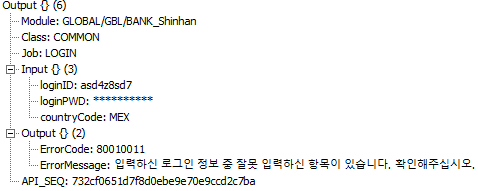 Output {} (6)
Module: GLOBAL/GBL/BANK_Shinhan
Class: COMMON
Job: LOGIN
Input {} (3)
loginID: asd4z8sd7
loginPWD: **********
countryCode: MEX
Output {} (2)
ErrorCode: 80010011
ErrorMessage: 입력하신 로그인 정보 중 잘못 입력하신 항목이 있습니다. 확인해주십시오.
API_SEQ: 732cf0651d7f8d0ebe9e70e9ccd2c7ba